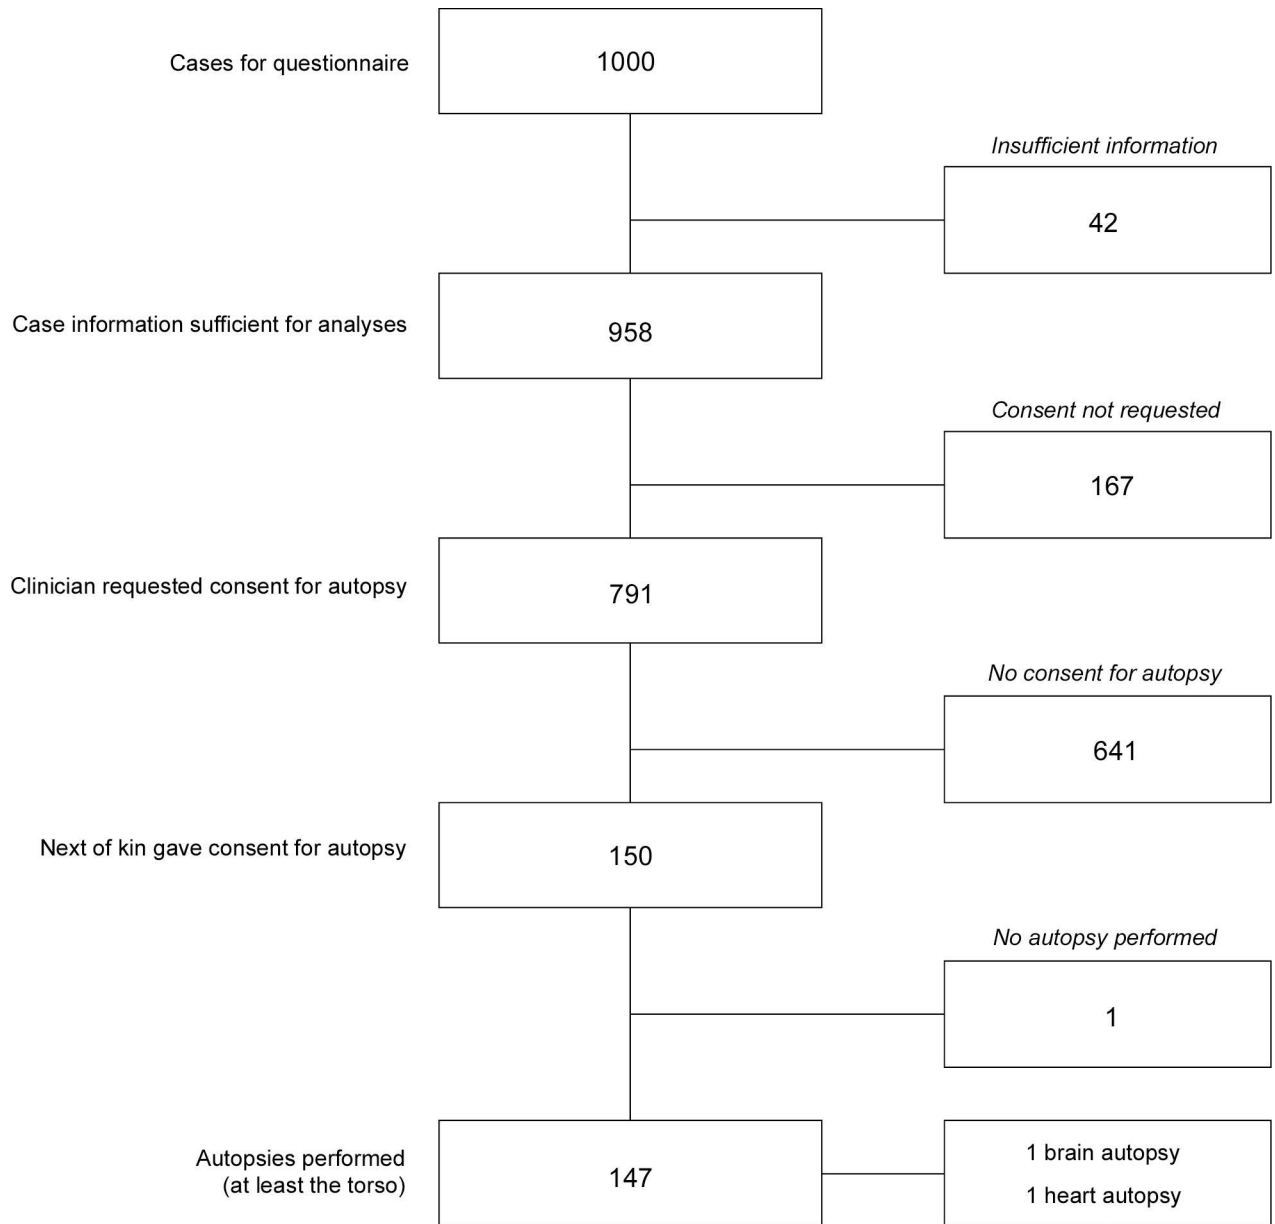 Cases for questionnaire
1000
Insufficient information
42
Case information sufficient for analyses
958
Consent not requested
167
Clinician requested consent for autopsy
791
No consent for autopsy
641
Next of kin gave consent for autopsy
150
No autopsy performed
1
Autopsies performed
(at least the torso)
147
1 brain autopsy
1 heart autopsy